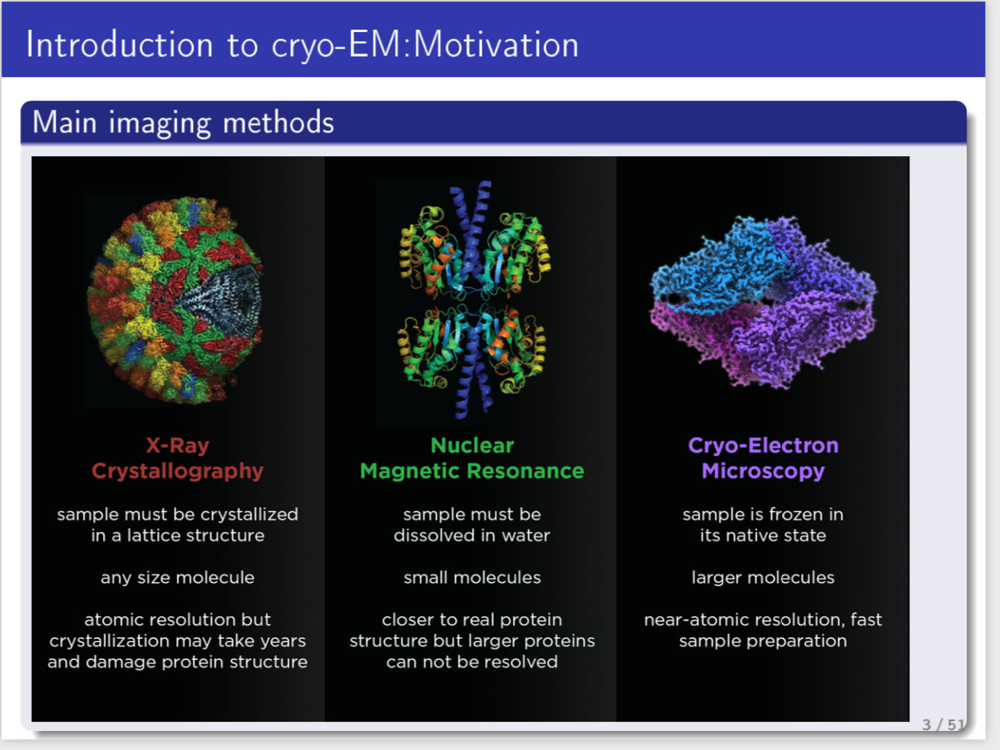 Introduction to cryo-EM:Motivation
Main imaging methods
X-Ray
Crystallography
sample must be crystallized
in a lattice structure
any size molecule
atomic resolution but
crystallization may take years
and damage protein structure
Nuclear
Magnetic Resonance
sample must be
dissolved in water
small molecules
closer to real protein
structure but larger proteins
can not be resolved
Cryo-Electron
Microscopy
sample is frozen in
its native state
larger molecules
near-atomic resolution, fast
sample preparation
3 / 51